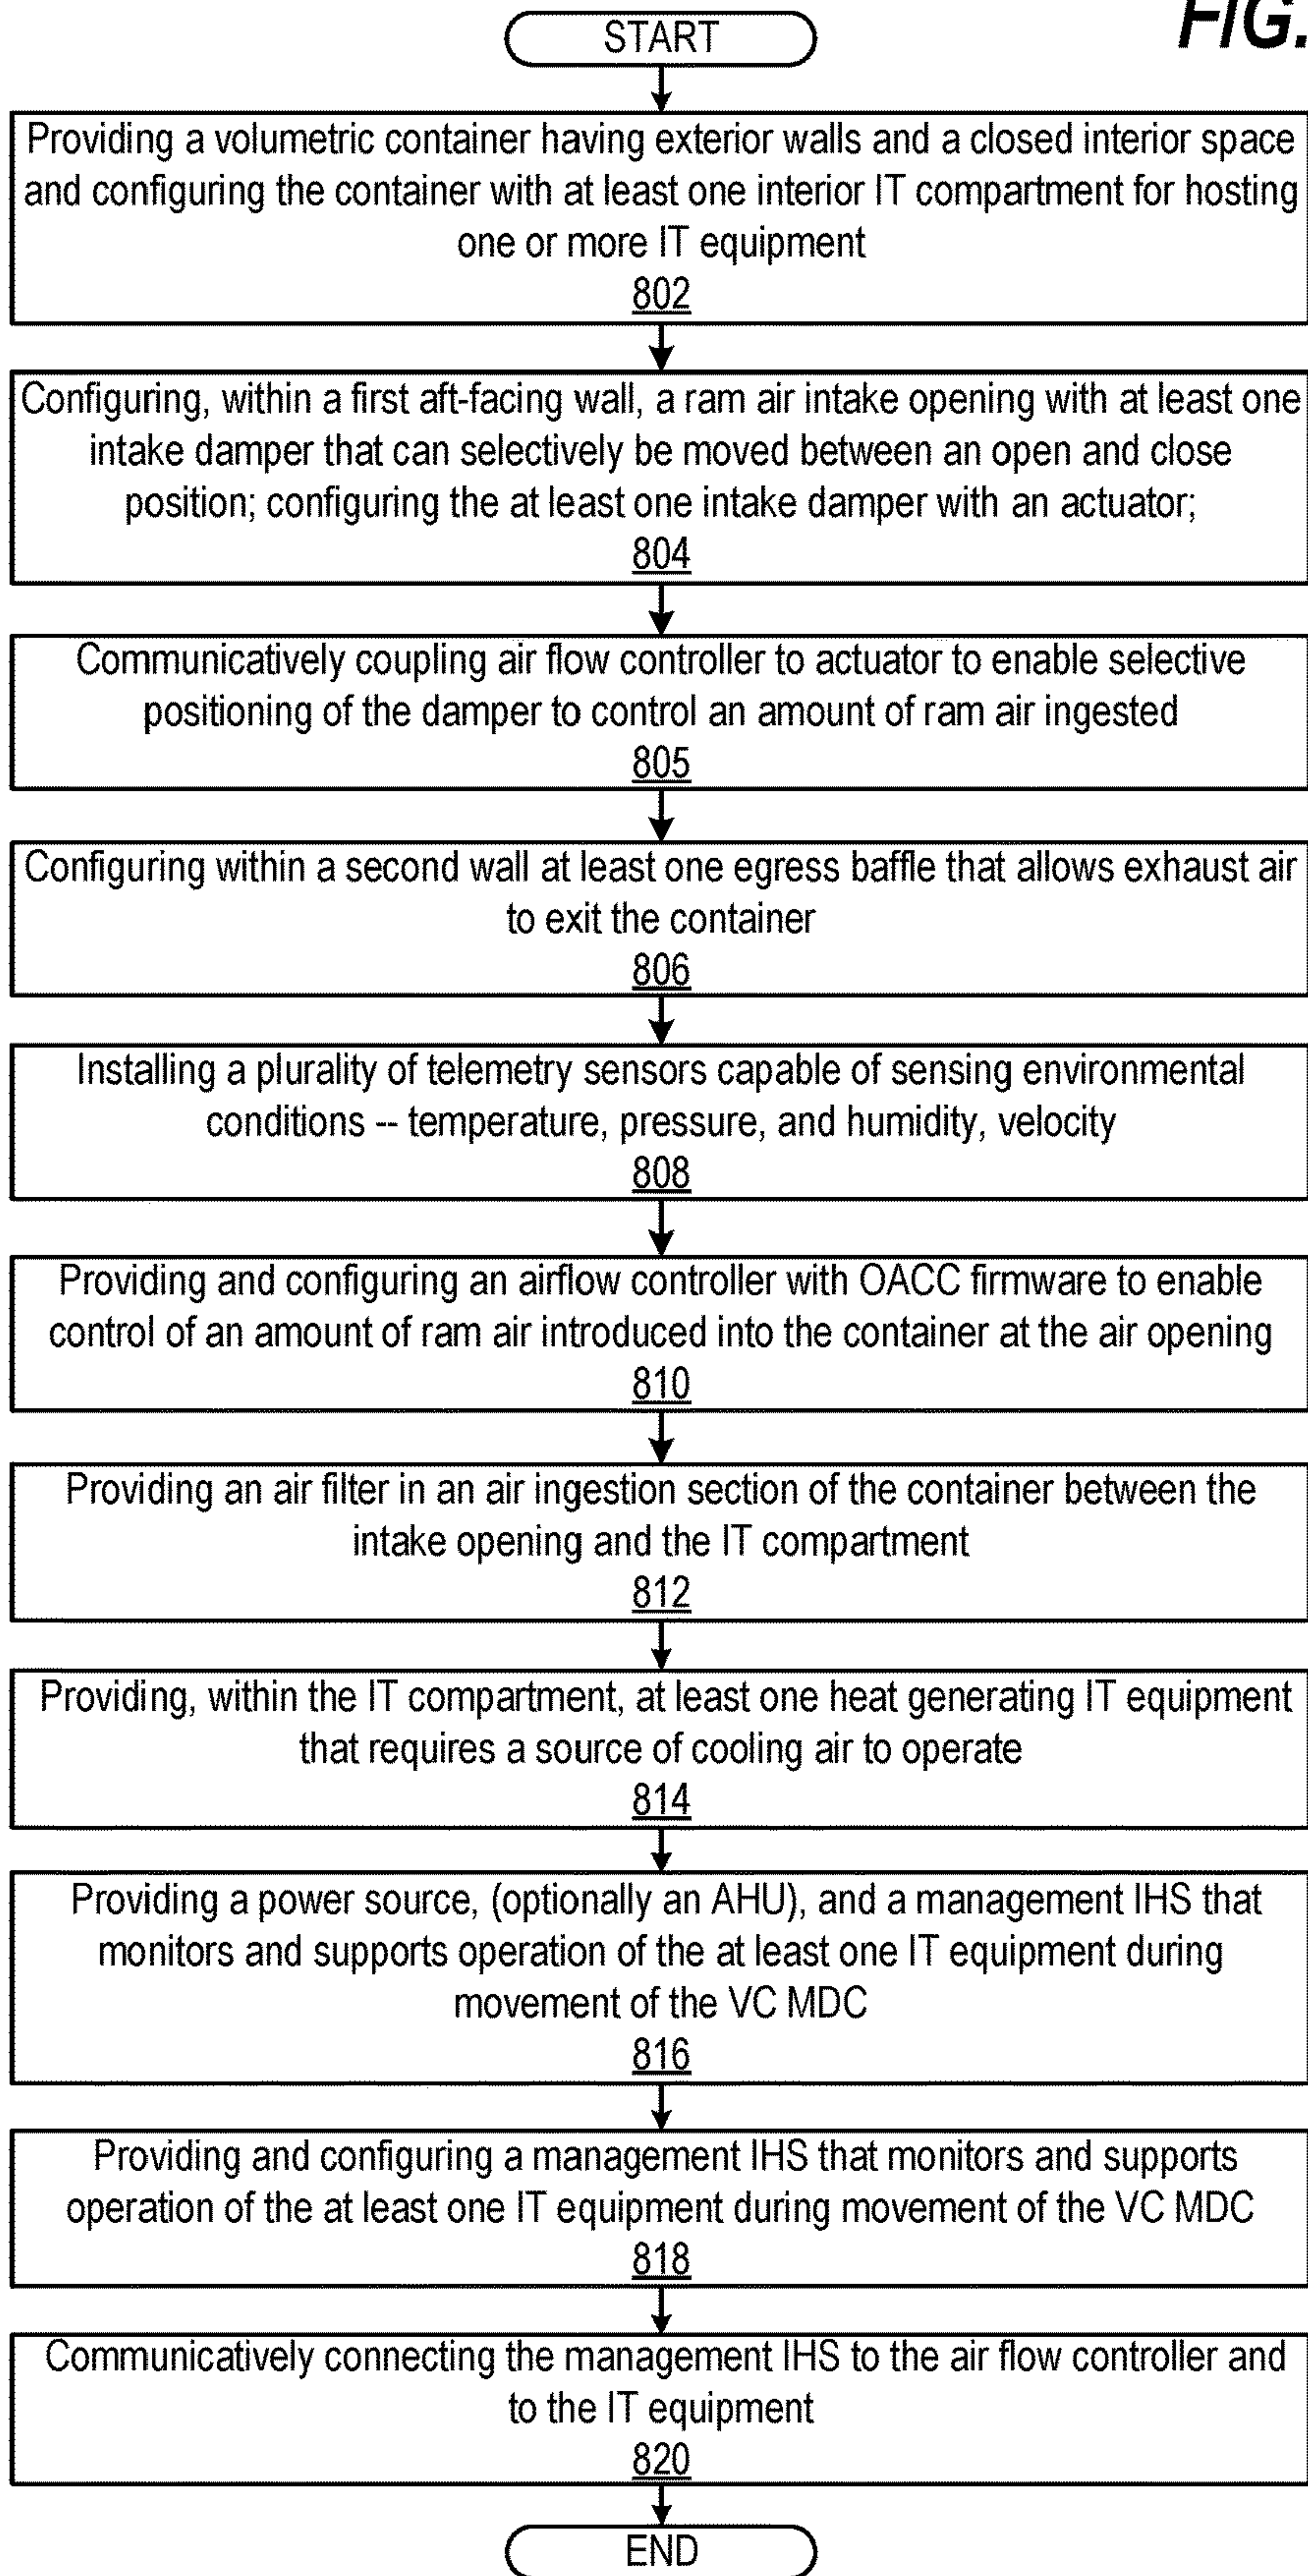 FIG.
START
Providing a volumetric container having exterior walls and a closed interior space
and configuring the container with at least one interior IT compartment for hosting
one or more IT equipment
802
Configuring, within a first aft-facing wall, a ram air intake opening with at least one
intake damper that can selectively be moved between an open and close
position; configuring the at least one intake damper with an actuator;
804
Communicatively coupling air flow controller to actuator to enable selective
positioning of the damper to control an amount of ram air ingested
805
Configuring within a second wall at least one egress baffle that allows exhaust air
to exit the container
806
Installing a plurality of telemetry sensors capable of sensing environmental
conditions -- temperature, pressure, and humidity, velocity
808
Providing and configuring an airflow controller with OACC firmware to enable
control of an amount of ram air introduced into the container at the air opening
810
Providing an air filter in an air ingestion section of the container between the
intake opening and the IT compartment
812
Providing, within the IT compartment, at least one heat generating IT equipment
that requires a source of cooling air to operate
814
Providing a power source, (optionally an AHU), and a management IHS that
monitors and supports operation of the at least one IT equipment during
movement of the VC MDC
816
Providing and configuring a management IHS that monitors and supports
operation of the at least one IT equipment during movement of the VC MDC
818
Communicatively connecting the management IHS to the air flow controller and
to the IT equipment
820
END